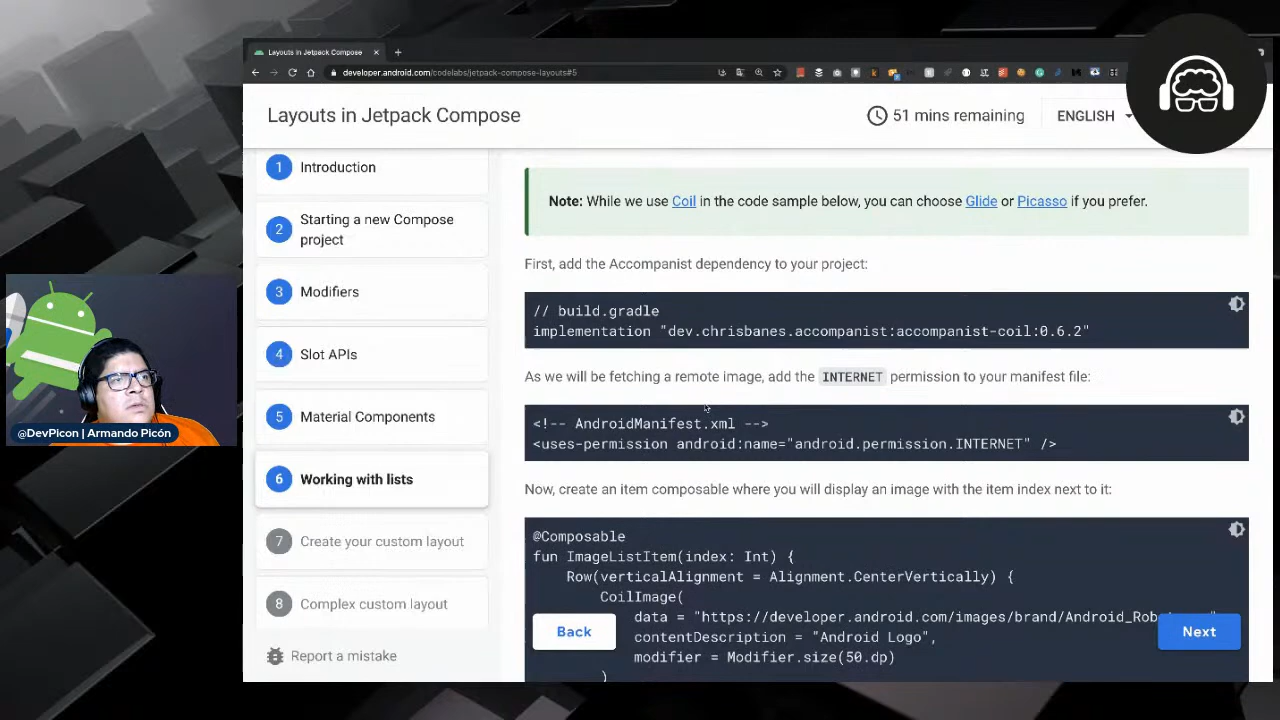 Layouts in Jetpack Compose
developer.android.com/codelabs/jetpack-compose-layouts#5
Layouts in Jetpack Compose
51 mins remaining
ENGLISH
1 Introduction
2 Starting a new Compose
project
3 Modifiers
4 Slot APIs
5 Material Components
6 Working with lists
7 Create your custom layout
8 Complex custom layout
Report a mistake
Note: While we use Coil in the code sample below, you can choose Glide or Picasso if you prefer.
First, add the Accompanist dependency to your project:
// build.gradle
implementation "dev.chrisbanes.accompanist:accompanist-coil:0.6.2"
As we will be fetching a remote image, add the INTERNET permission to your manifest file:
<!-- AndroidManifest.xml -->
<uses-permission android:name="android.permission.INTERNET" />
Now, create an item composable where you will display an image with the item index next to it:
@Composable
fun ImageListItem(index: Int) {
Row(verticalAlignment = Alignment.CenterVertically) {
CoilImage(
data = "https://developer.android.com/images/brand/Android_Rob
contentDescription = "Android Logo",
modifier = Modifier.size(50.dp)
)
Back
Next
@DevPicon | Armando Picón